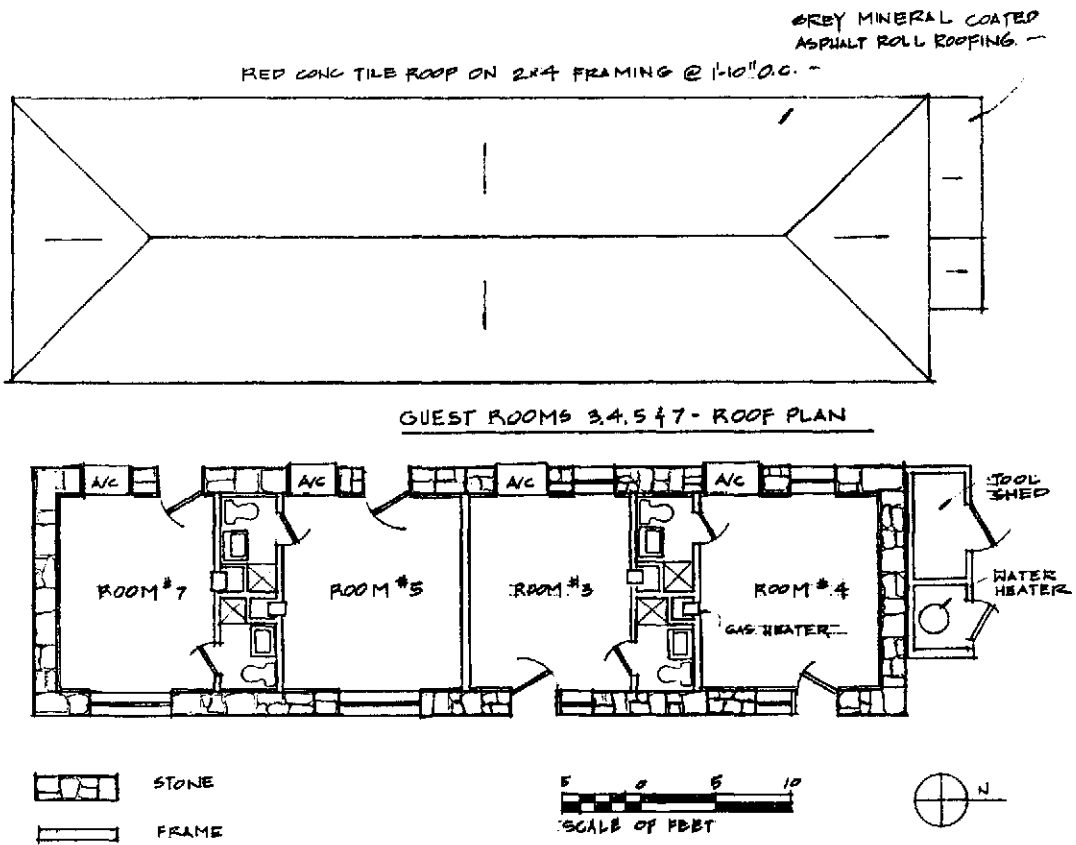 GREY MINERAL COATED
ASPHALT ROLL ROOFING.
RED CONC TILE ROOF ON 2x4 FRAMING @ 1'-10" O.C.
GUEST ROOMS 3,4,5 & 7 - ROOF PLAN
A/C
A/C
A/C
A/C
TOOL
SHED
ROOM #7
ROOM #5
ROOM #3
ROOM #4
WATER
HEATER
GAS HEATER
STONE
FRAME
5 0 5 10
SCALE OF FEET
N